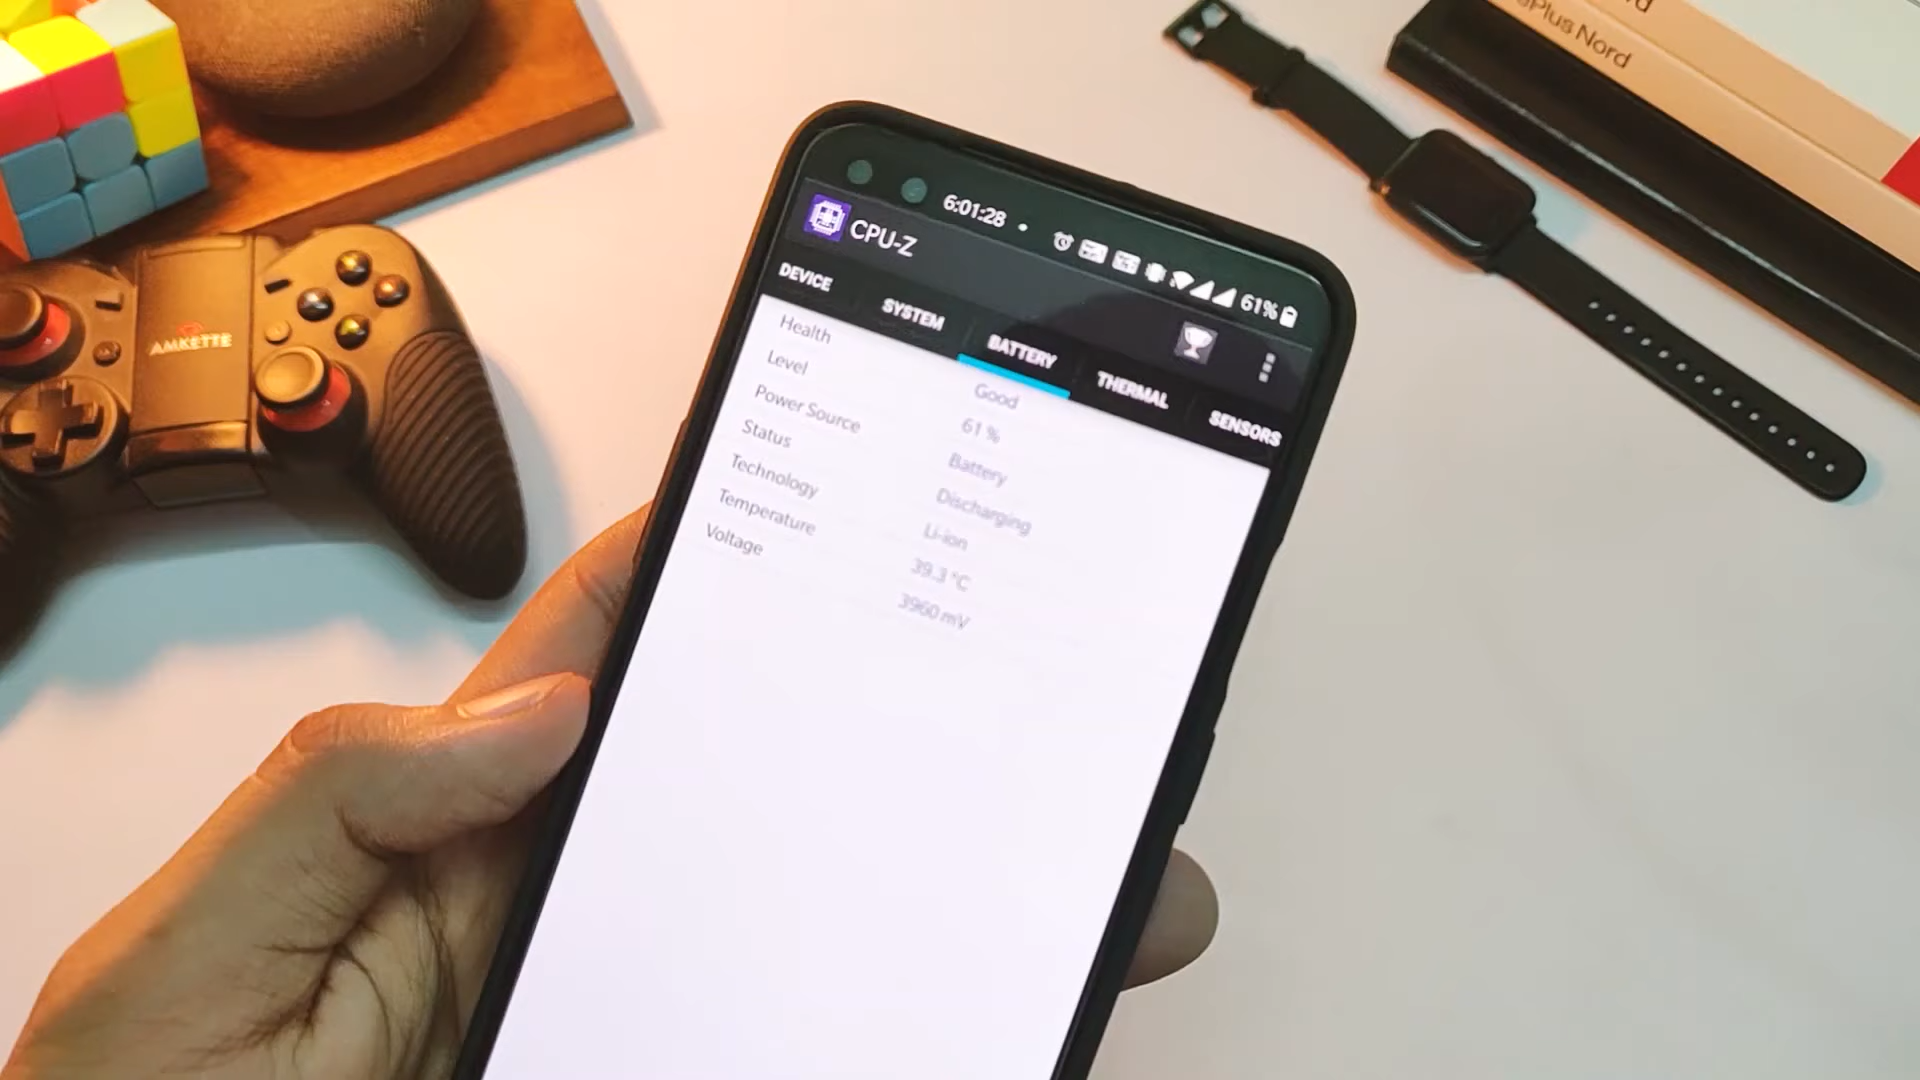 rd
Plus Nord
AMKETTE
6:01:28
61%
CPU-Z
DEVICE
SYSTEM
BATTERY
THERMAL
SENSORS
Health Good
Level 61 %
Power Source Battery
Status Discharging
Technology Li-ion
Temperature 39.3 °C
Voltage 3960 mV